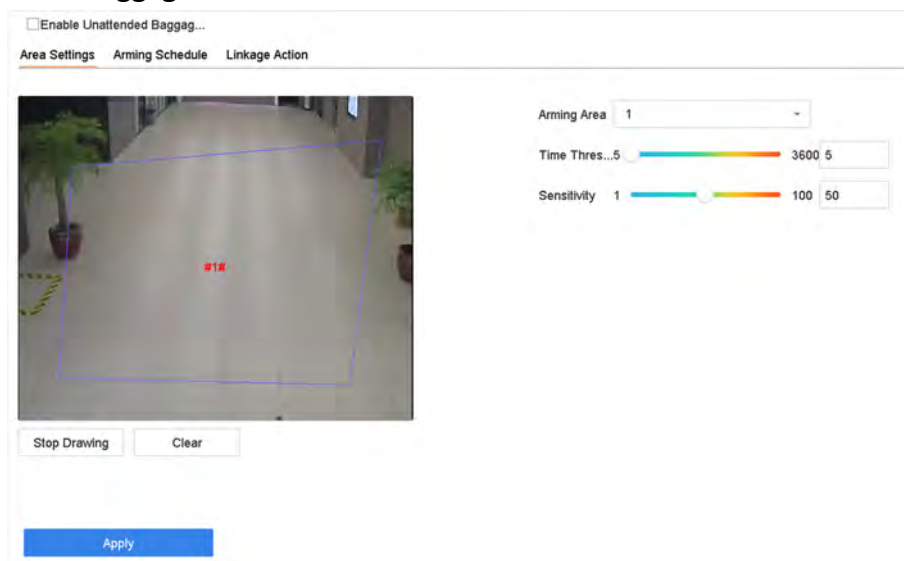 Enable Unattended Baggag...
Area Settings Arming Schedule Linkage Action
Arming Area 1
Time Thres...5 3600 5
Sensitivity 1 100 50
#1#
Stop Drawing Clear
Apply